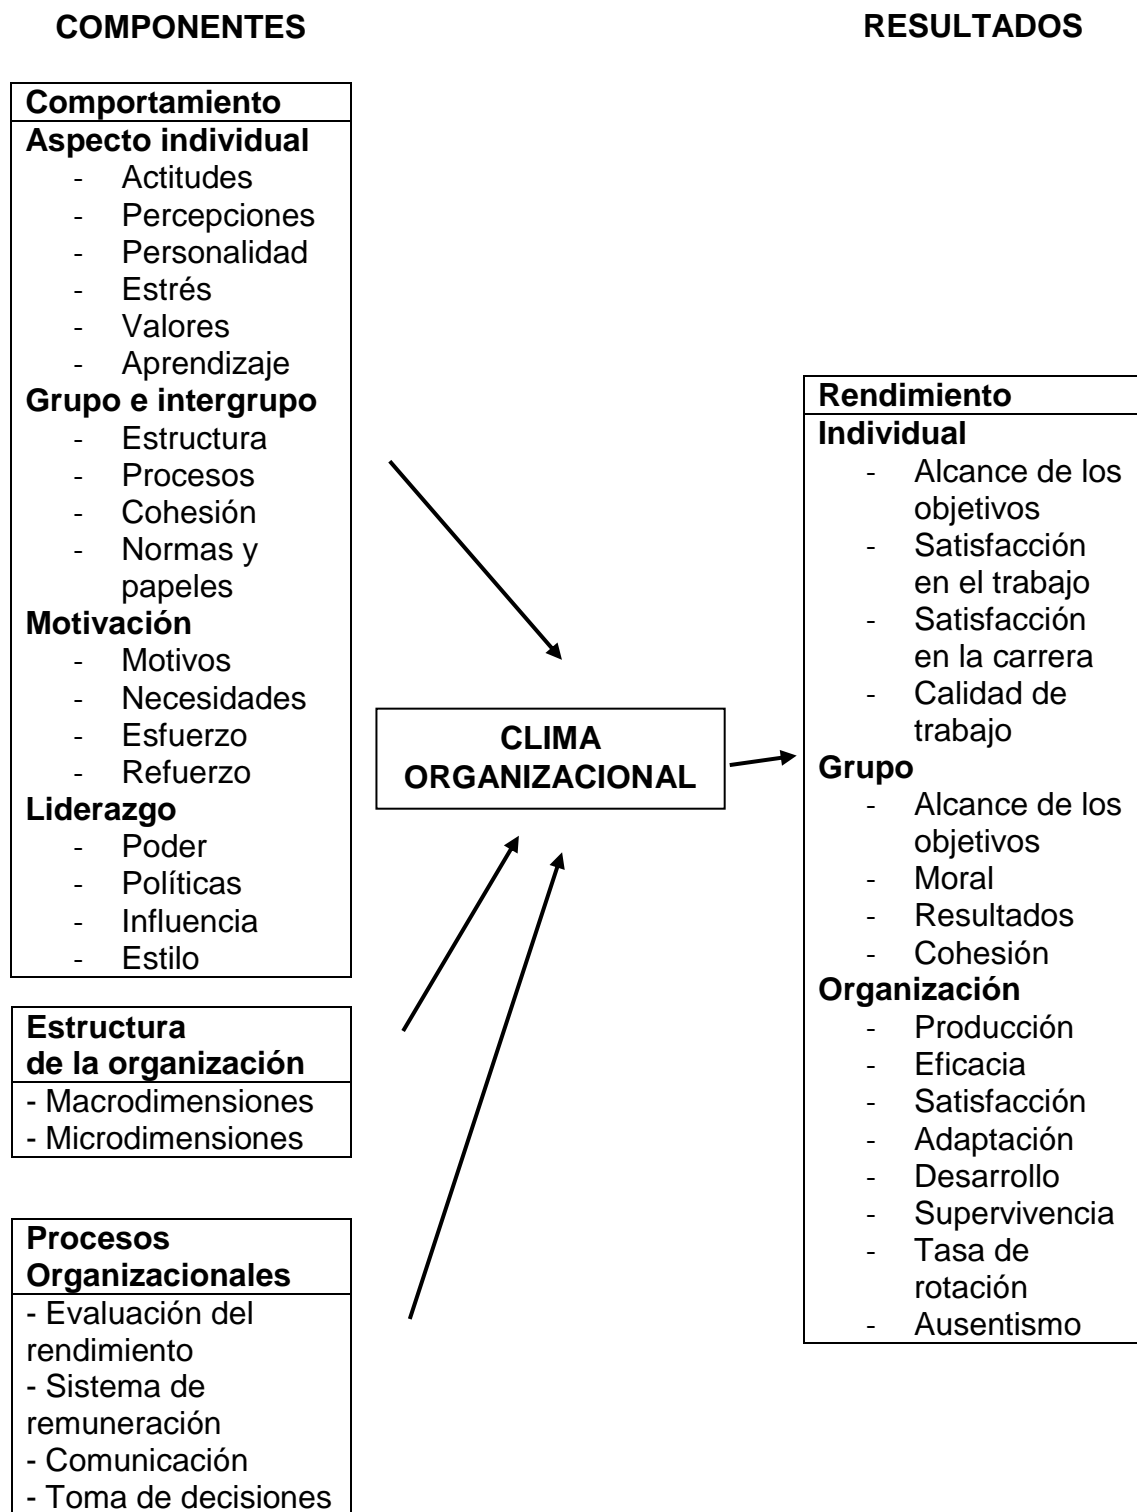 COMPONENTES
RESULTADOS
Comportamiento
Aspecto individual
- Actitudes
- Percepciones
- Personalidad
- Estrés
- Valores
- Aprendizaje
Grupo e intergrupo
- Estructura
- Procesos
- Cohesión
- Normas y
papeles
Motivación
- Motivos
- Necesidades
- Esfuerzo
- Refuerzo
Liderazgo
- Poder
- Políticas
- Influencia
- Estilo
Estructura
de la organización
- Macrodimensiones
- Microdimensiones
Procesos
Organizacionales
- Evaluación del
rendimiento
- Sistema de
remuneración
- Comunicación
- Toma de decisiones
CLIMA
ORGANIZACIONAL
Rendimiento
Individual
- Alcance de los
objetivos
- Satisfacción
en el trabajo
- Satisfacción
en la carrera
- Calidad de
trabajo
Grupo
- Alcance de los
objetivos
- Moral
- Resultados
- Cohesión
Organización
- Producción
- Eficacia
- Satisfacción
- Adaptación
- Desarrollo
- Supervivencia
- Tasa de
rotación
- Ausentismo